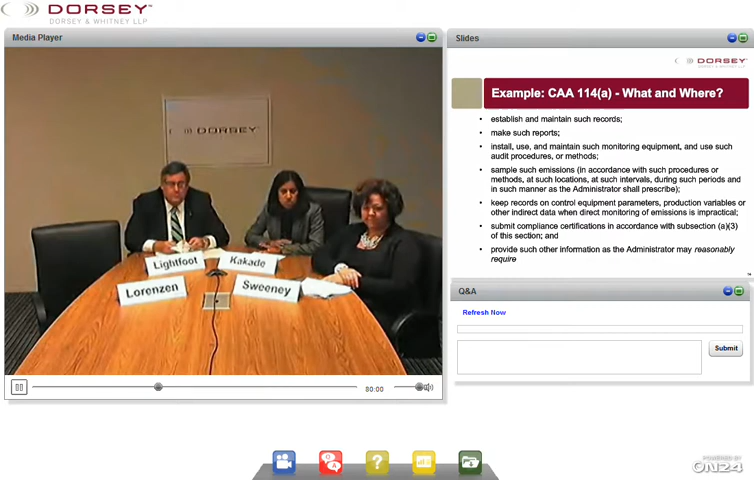 DORSEY™
DORSEY & WHITNEY LLP
Media Player
DORSEY
Lightfoot
Kakade
Lorenzen
Sweeney
80:00
Slides
DORSEY™
DORSEY & WHITNEY LLP
Example: CAA 114(a) - What and Where?
• establish and maintain such records;
• make such reports;
• install, use, and maintain such monitoring equipment, and use such
audit procedures, or methods;
• sample such emissions (in accordance with such procedures or
methods, at such locations, at such intervals, during such periods and
in such manner as the Administrator shall prescribe);
• keep records on control equipment parameters, production variables or
other indirect data when direct monitoring of emissions is impractical;
• submit compliance certifications in accordance with subsection (a)(3)
of this section; and
• provide such other information as the Administrator may reasonably
require
Q&A
Refresh Now
Submit
Q
A
?
POWERED BY
ON24